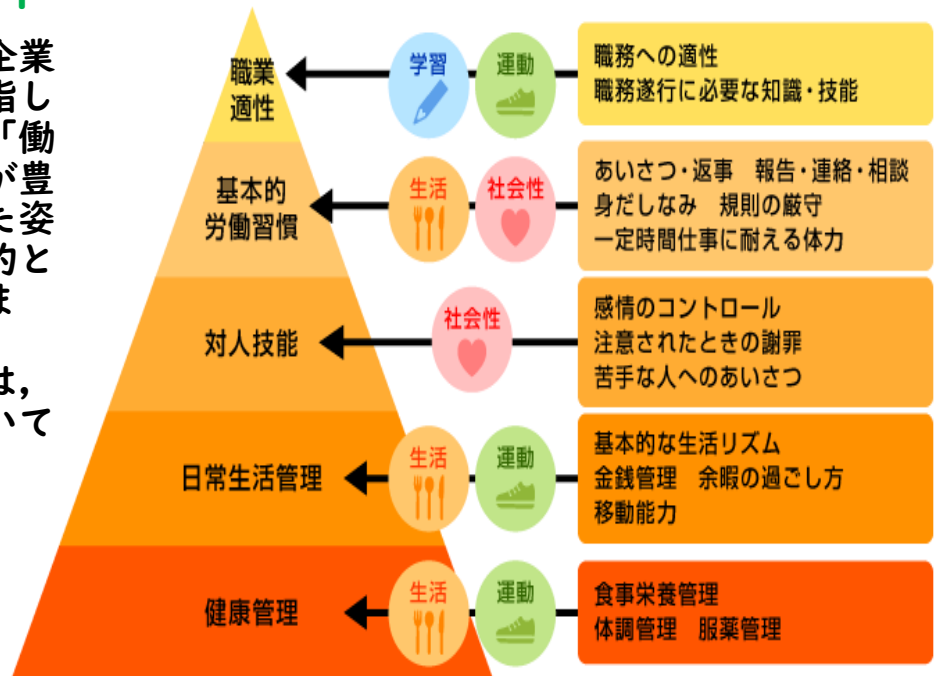 企業
指し
「働
が豊
た姿
的と
ま
は，
いて
職業
適性
学習
運動
職務への適性
職務遂行に必要な知識・技能
基本的
労働習慣
生活
社会性
あいさつ・返事　報告・連絡・相談
身だしなみ　規則の厳守
一定時間仕事に耐える体力
対人技能
社会性
感情のコントロール
注意されたときの謝罪
苦手な人へのあいさつ
日常生活管理
生活
運動
基本的な生活リズム
金銭管理　余暇の過ごし方
移動能力
健康管理
生活
運動
食事栄養管理
体調管理　服薬管理